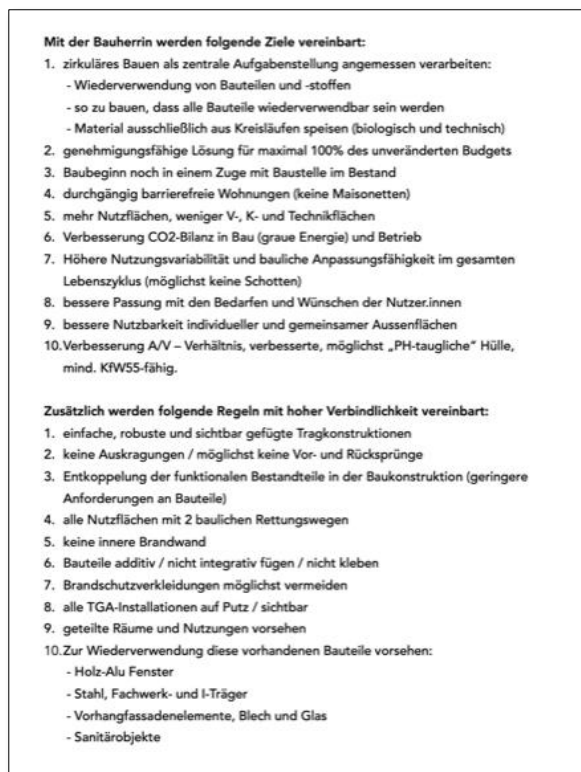 Mit der Bauherrin werden folgende Ziele vereinbart:
1. zirkuläres Bauen als zentrale Aufgabenstellung angemessen verarbeiten:
- Wiederverwendung von Bauteilen und -stoffen
- so zu bauen, dass alle Bauteile wiederverwendbar sein werden
- Material ausschließlich aus Kreisläufen speisen (biologisch und technisch)
2. genehmigungsfähige Lösung für maximal 100% des unveränderten Budgets
3. Baubeginn noch in einem Zuge mit Baustelle im Bestand
4. durchgängig barrierefreie Wohnungen (keine Maisonetten)
5. mehr Nutzflächen, weniger V-, K- und Technikflächen
6. Verbesserung CO2-Bilanz in Bau (graue Energie) und Betrieb
7. Höhere Nutzungsvariabilität und bauliche Anpassungsfähigkeit im gesamten
Lebenszyklus (möglichst keine Schotten)
8. bessere Passung mit den Bedarfen und Wünschen der Nutzer.innen
9. bessere Nutzbarkeit individueller und gemeinsamer Aussenflächen
10.Verbesserung A/V – Verhältnis, verbesserte, möglichst „PH-taugliche“ Hülle,
mind. KfW55-fähig.
Zusätzlich werden folgende Regeln mit hoher Verbindlichkeit vereinbart:
1. einfache, robuste und sichtbar gefügte Tragkonstruktionen
2. keine Auskragungen / möglichst keine Vor- und Rücksprünge
3. Entkoppelung der funktionalen Bestandteile in der Baukonstruktion (geringere
Anforderungen an Bauteile)
4. alle Nutzflächen mit 2 baulichen Rettungswegen
5. keine innere Brandwand
6. Bauteile additiv / nicht integrativ fügen / nicht kleben
7. Brandschutzverkleidungen möglichst vermeiden
8. alle TGA-Installationen auf Putz / sichtbar
9. geteilte Räume und Nutzungen vorsehen
10.Zur Wiederverwendung diese vorhandenen Bauteile vorsehen:
- Holz-Alu Fenster
- Stahl, Fachwerk- und I-Träger
- Vorhangfassadenelemente, Blech und Glas
- Sanitärobjekte